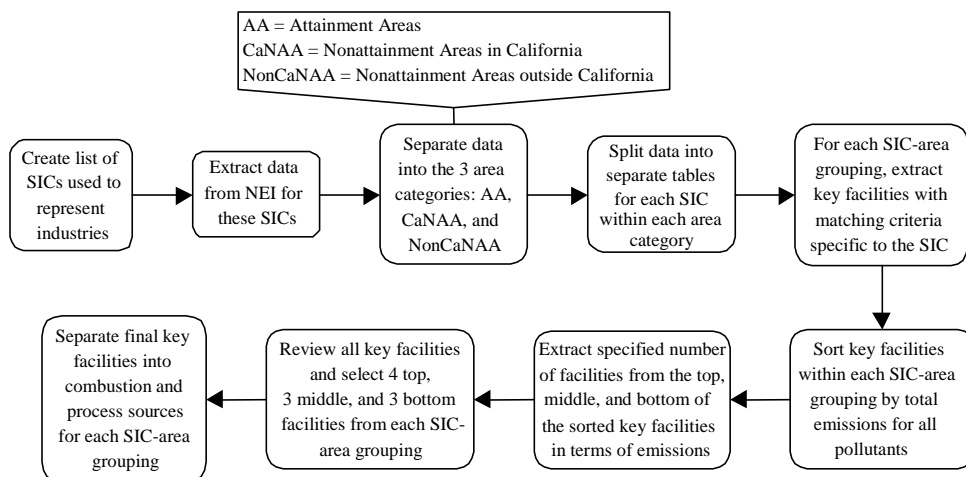 AA = Attainment Areas
CaNAA = Nonattainment Areas in California
NonCaNAA = Nonattainment Areas outside California
Create list of
SICs used to
represent
industries
Extract data
from NEI for
these SICs
Separate data
into the 3 area
categories: AA,
CaNAA, and
NonCaNAA
Split data into
separate tables
for each SIC
within each area
category
For each SIC-area
grouping, extract
key facilities with
matching criteria
specific to the SIC
Sort key facilities
within each SIC-area
grouping by total
emissions for all
pollutants
Extract specified number
of facilities from the top,
middle, and bottom of
the sorted key facilities
in terms of emissions
Review all key facilities
and select 4 top,
3 middle, and 3 bottom
facilities from each SIC-
area grouping
Separate final key
facilities into
combustion and
process sources
for each SIC-area
grouping